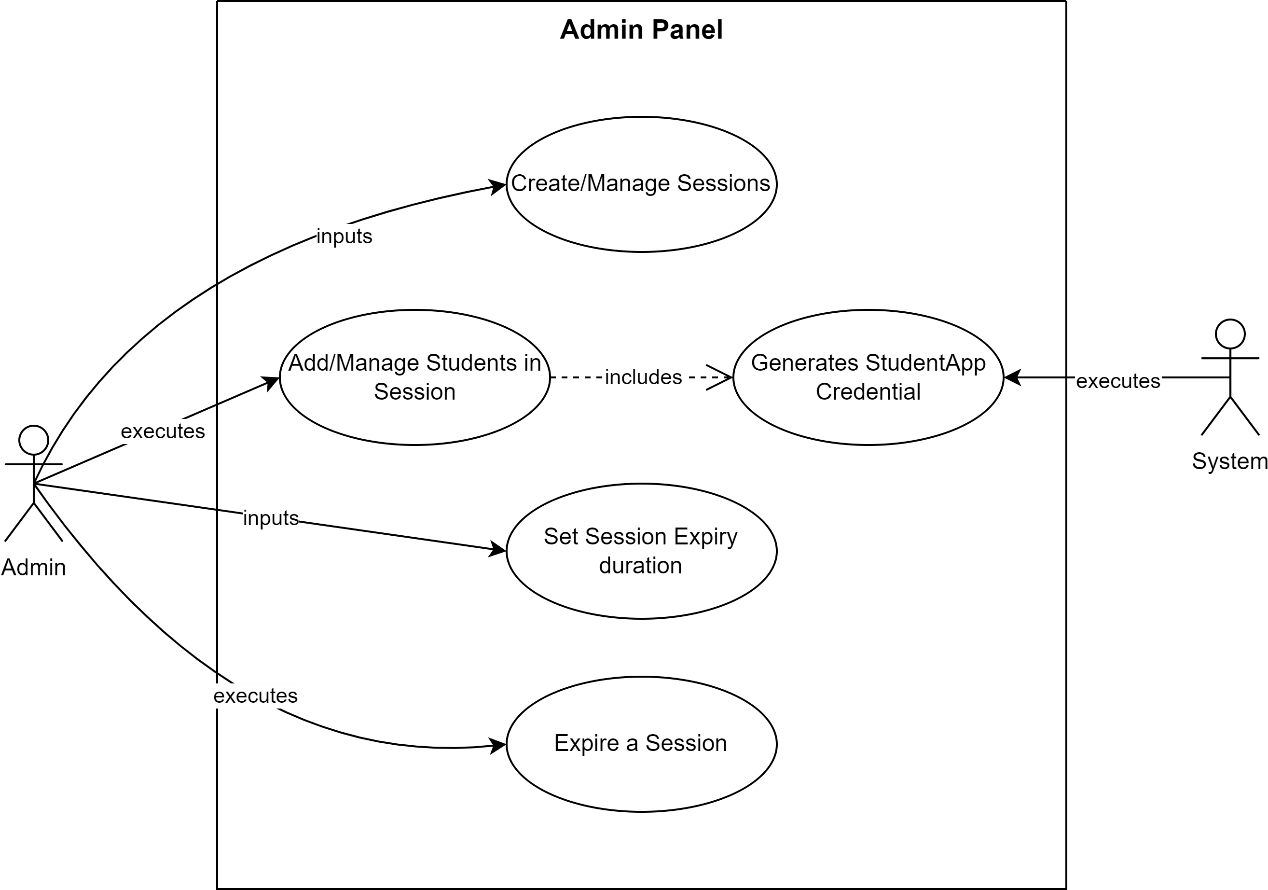 Admin Panel
Create/Manage Sessions
inputs
Add/Manage Students in
Session
includes
Generates StudentApp
Credential
executes
executes
System
inputs
Set Session Expiry
duration
Admin
executes
Expire a Session